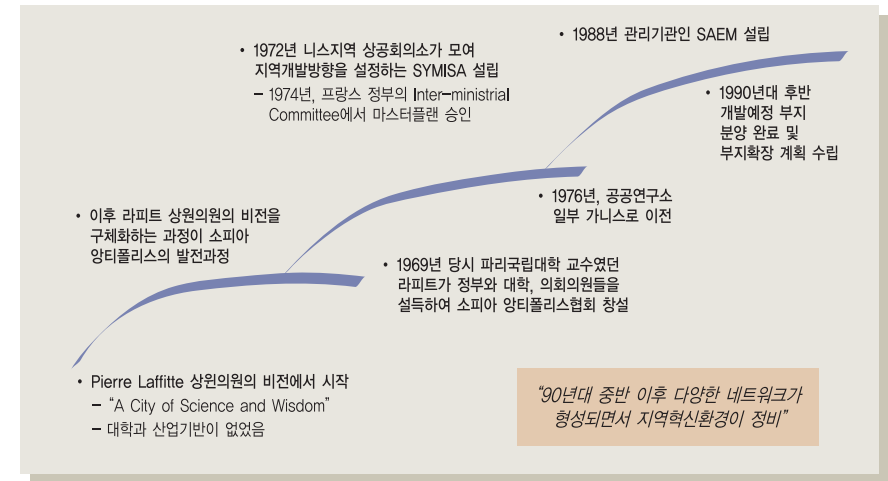 • 1972년 니스지역 상공회의소가 모여
지역개발방향을 설정하는 SYMISA 설립
– 1974년, 프랑스 정부의 Inter-ministrial
Committee에서 마스터플랜 승인
• 1988년 관리기관인 SAEM 설립
• 1990년대 후반
개발예정 부지
분양 완료 및
부지확장 계획 수립
• 이후 라피트 상원의원의 비전을
구체화하는 과정이 소피아
앙티폴리스의 발전과정
• 1976년, 공공연구소
일부 가니스로 이전
• 1969년 당시 파리국립대학 교수였던
라피트가 정부와 대학, 의회의원들을
설득하여 소피아 앙티폴리스협회 창설
• Pierre Laffitte 상윈의원의 비전에서 시작
– “A City of Science and Wisdom”
– 대학과 산업기반이 없었음
“90년대 중반 이후 다양한 네트워크가
형성되면서 지역혁신환경이 정비”